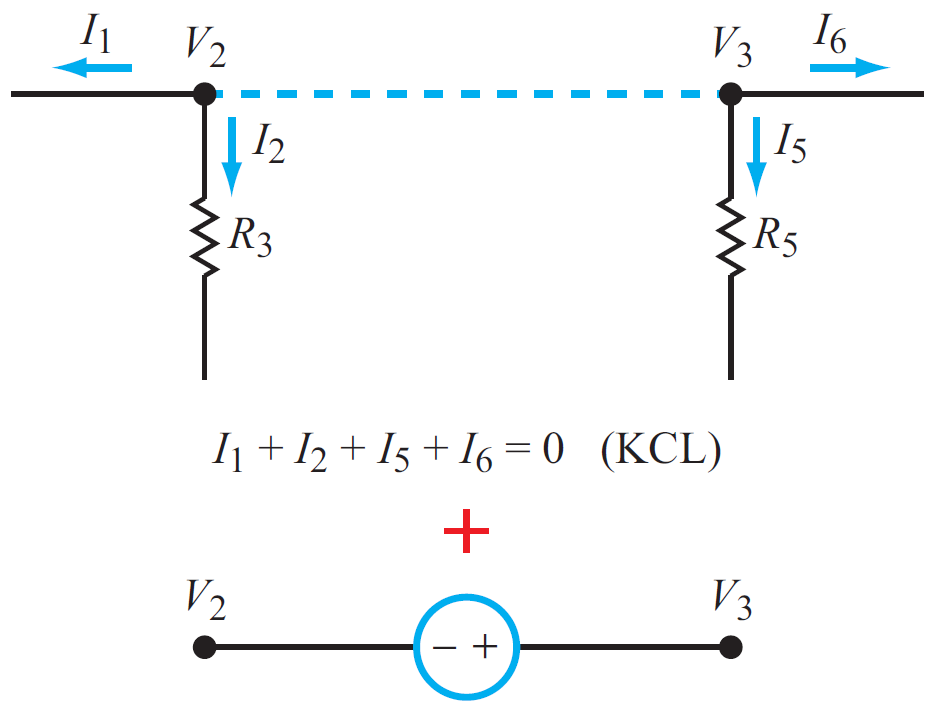 I1 V2 V3 I6
I2 I5
R3 R5
I1 + I2 + I5 + I6 = 0 (KCL)
+
V2 V3
− +